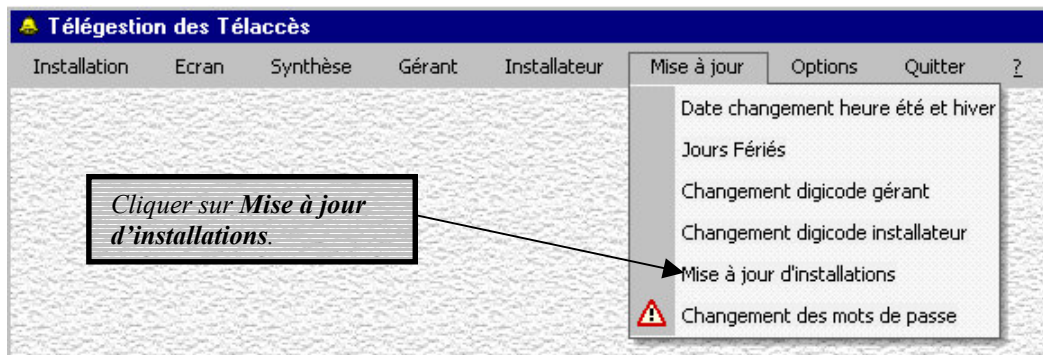 Télégestion des Télaccès
Installation Ecran Synthèse Gérant Installateur Mise à jour Options Quitter ?
Date changement heure été et hiver
Jours Fériés
Changement digicode gérant
Cliquer sur Mise à jour
d’installations.
Changement digicode installateur
Mise à jour d'installations
Changement des mots de passe